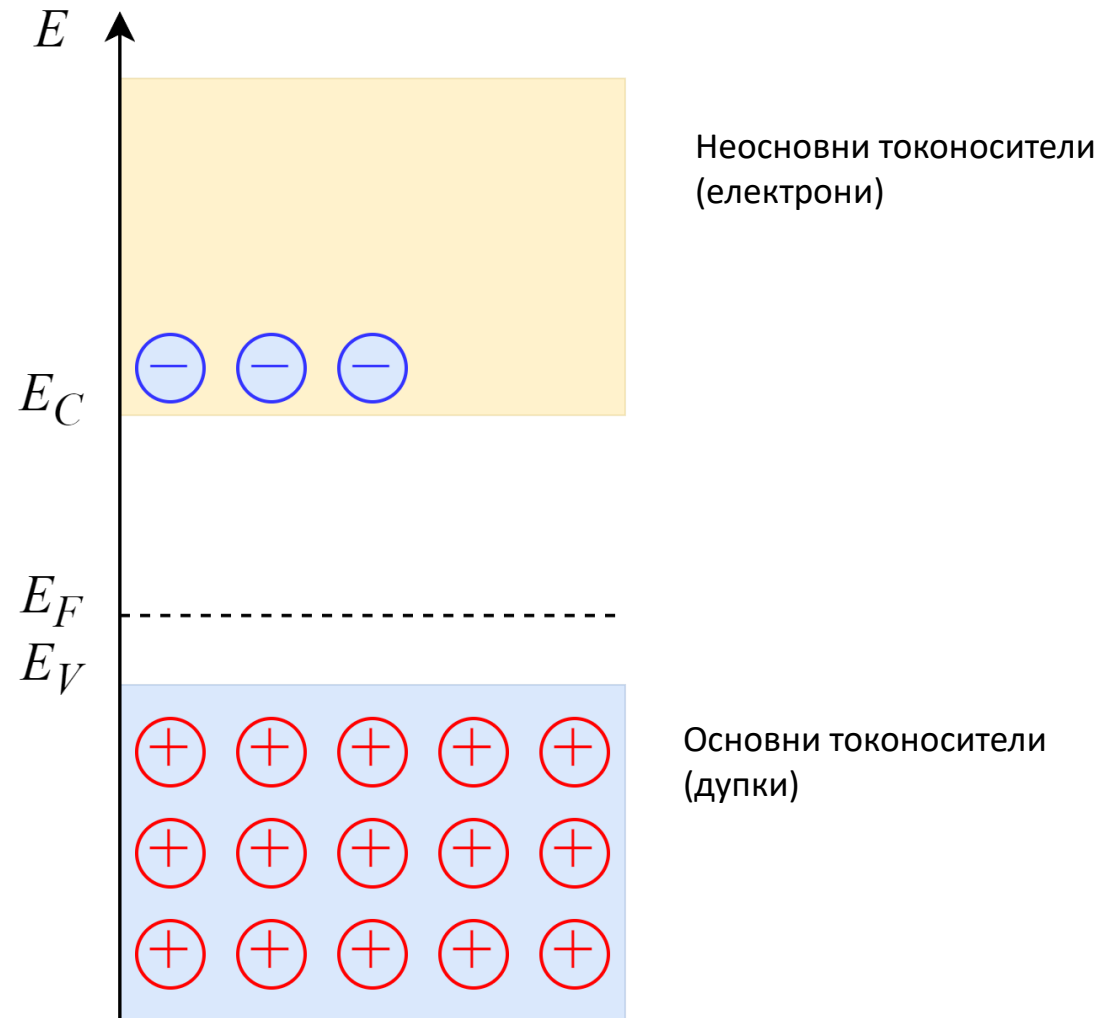 E
Неосновни токоносители
(електрони)
− − −
E_C
E_F
E_V
+ + + + +
Основни токоносители
(дупки)
+ + + + +
+ + + + +